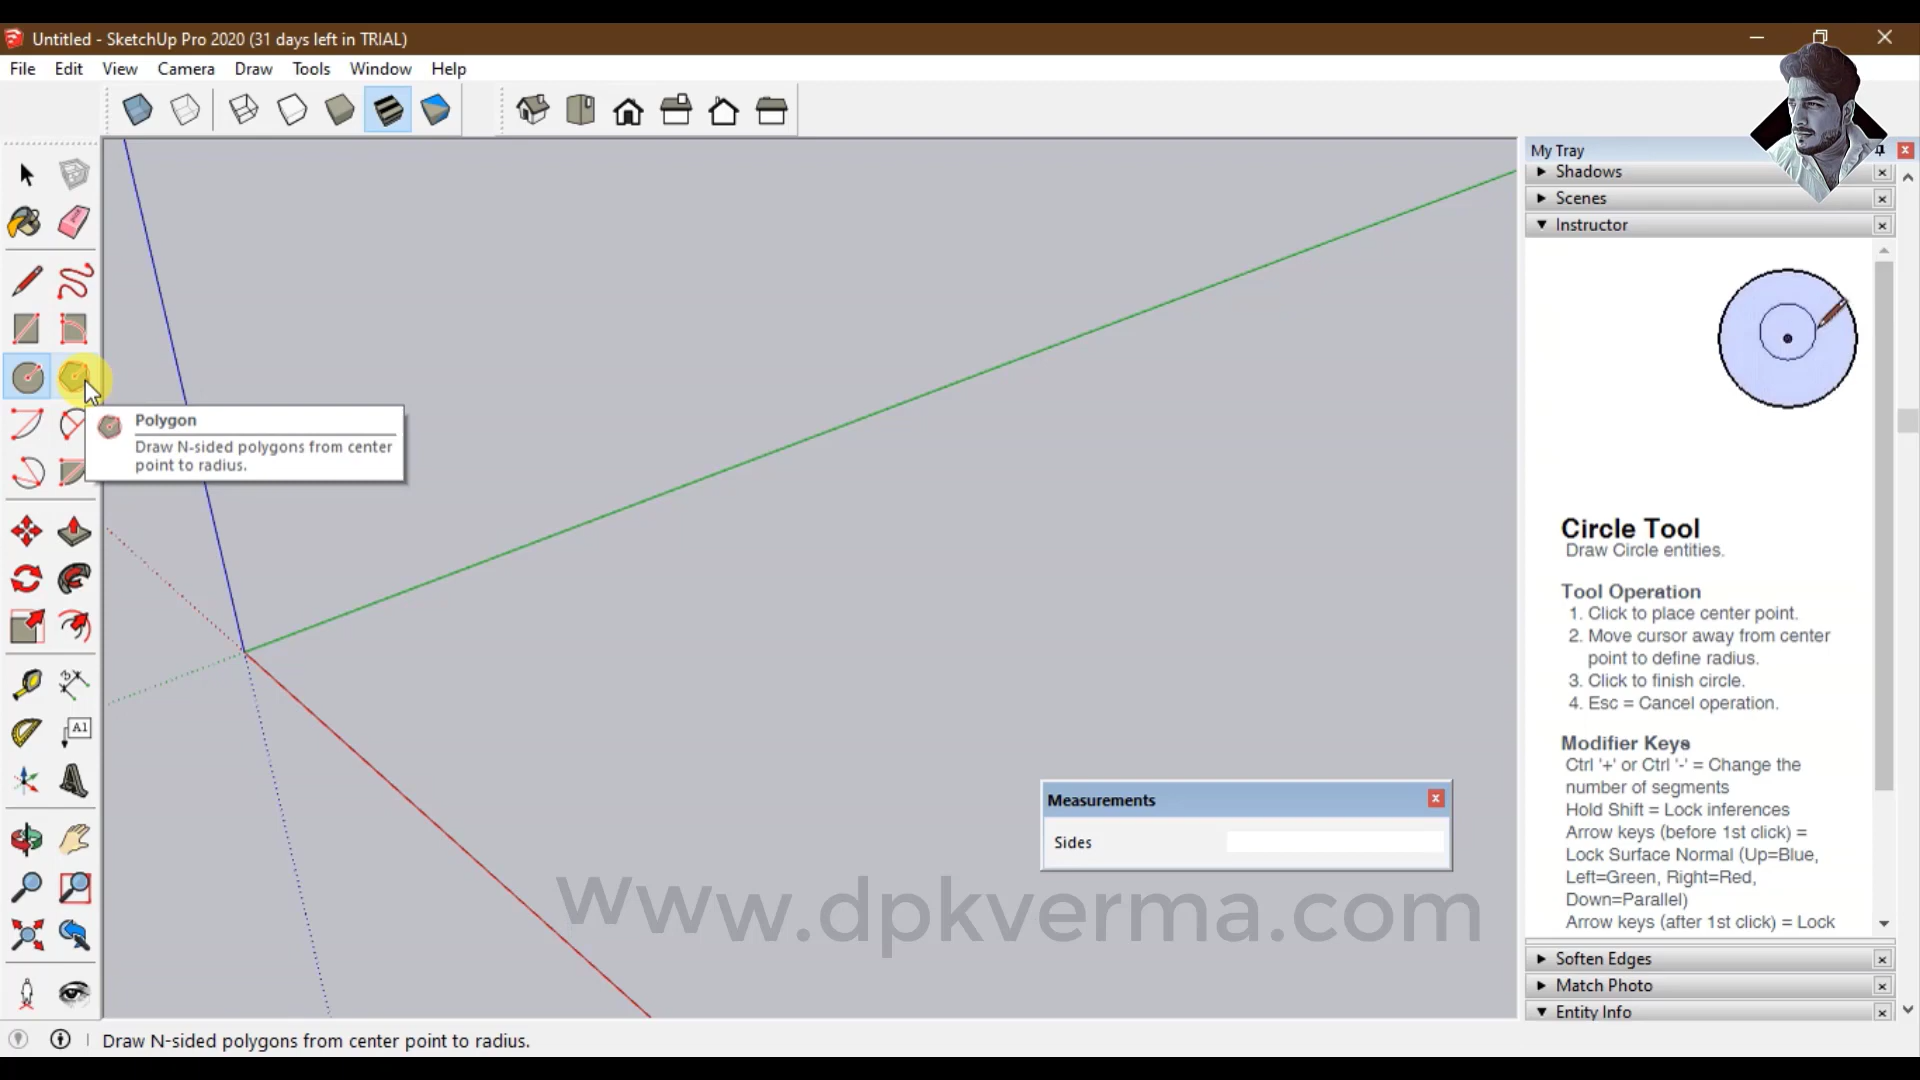 Untitled - SketchUp Pro 2020 (31 days left in TRIAL)
File Edit View Camera Draw Tools Window Help
My Tray
Shadows
Scenes
Instructor
Polygon
Draw N-sided polygons from center
point to radius.
Circle Tool
Draw Circle entities.
Tool Operation
1. Click to place center point.
2. Move cursor away from center
point to define radius.
3. Click to finish circle.
4. Esc = Cancel operation.
Modifier Keys
Ctrl '+' or Ctrl '-' = Change the
number of segments
Hold Shift = Lock inferences
Arrow keys (before 1st click) =
Lock Surface Normal (Up=Blue,
Left=Green, Right=Red,
Down=Parallel)
Arrow keys (after 1st click) = Lock
A1
Measurements
Sides
www.dpkverma.com
Soften Edges
Match Photo
Entity Info
Draw N-sided polygons from center point to radius.